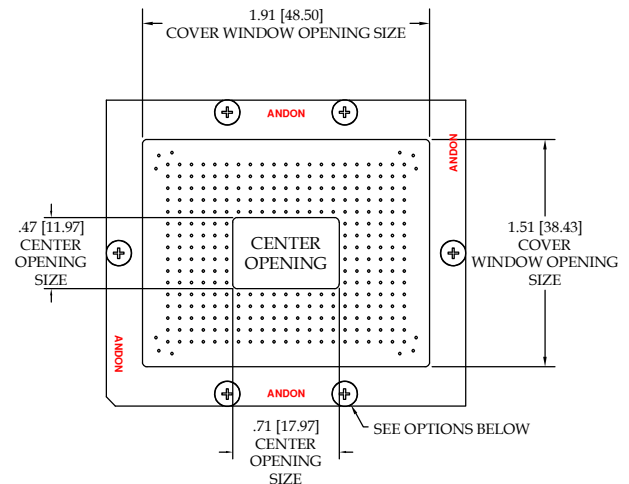 1.91 [48.50]
COVER WINDOW OPENING SIZE
ANDON
ANDON
.47 [11.97]
CENTER
OPENING
SIZE
CENTER
OPENING
1.51 [38.43]
COVER
WINDOW OPENING
SIZE
ANDON
ANDON
.71 [17.97]
CENTER
OPENING
SIZE
SEE OPTIONS BELOW